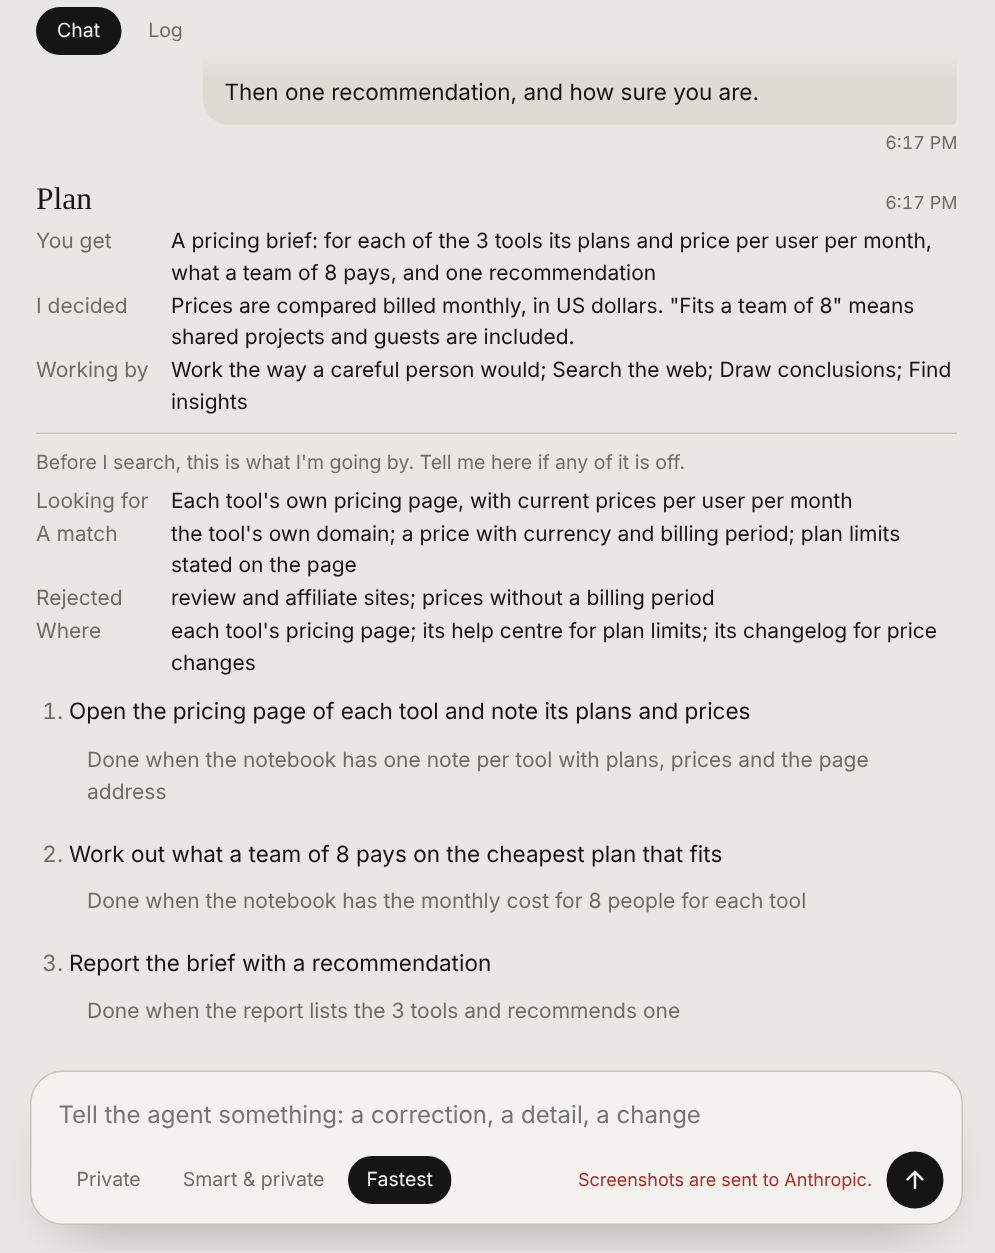 Chat
Log
Then one recommendation, and how sure you are.
6:17 PM
Plan
6:17 PM
You get
A pricing brief: for each of the 3 tools its plans and price per user per month,
what a team of 8 pays, and one recommendation
I decided
Prices are compared billed monthly, in US dollars. "Fits a team of 8" means
shared projects and guests are included.
Working by
Work the way a careful person would; Search the web; Draw conclusions; Find
insights
Before I search, this is what I'm going by. Tell me here if any of it is off.
Looking for
Each tool's own pricing page, with current prices per user per month
A match
the tool's own domain; a price with currency and billing period; plan limits
stated on the page
Rejected
review and affiliate sites; prices without a billing period
Where
each tool's pricing page; its help centre for plan limits; its changelog for price
changes
1. Open the pricing page of each tool and note its plans and prices
Done when the notebook has one note per tool with plans, prices and the page
address
2. Work out what a team of 8 pays on the cheapest plan that fits
Done when the notebook has the monthly cost for 8 people for each tool
3. Report the brief with a recommendation
Done when the report lists the 3 tools and recommends one
Tell the agent something: a correction, a detail, a change
Private
Smart & private
Fastest
Screenshots are sent to Anthropic.